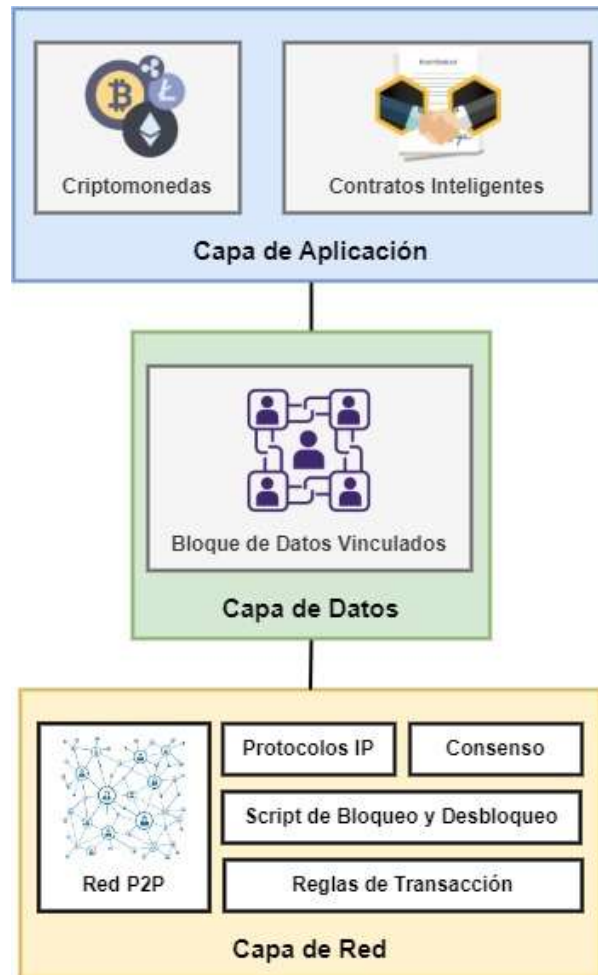 Criptomonedas
Contratos Inteligentes
Capa de Aplicación
Bloque de Datos Vinculados
Capa de Datos
Protocolos IP
Consenso
Script de Bloqueo y Desbloqueo
Red P2P
Reglas de Transacción
Capa de Red